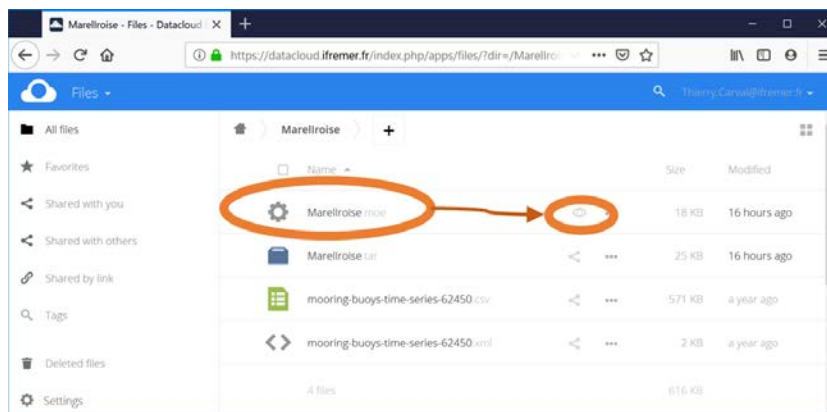 Marellroise - Files - Datacloud
https://datacloud.ifremer.fr/index.php/apps/files/?dir=/Marellroi
Files
Thierry.Carval@ifremer.fr
All files
Marellroise
Favorites
Name
Size
Modified
Shared with you
Marellroise.moe
18 KB
16 hours ago
Shared with others
Marellroise.tar
25 KB
16 hours ago
Shared by link
mooring-buoys-time-series-62450.csv
571 KB
a year ago
Tags
mooring-buoys-time-series-62450.xml
2 KB
a year ago
Deleted files
4 files
616 KB
Settings